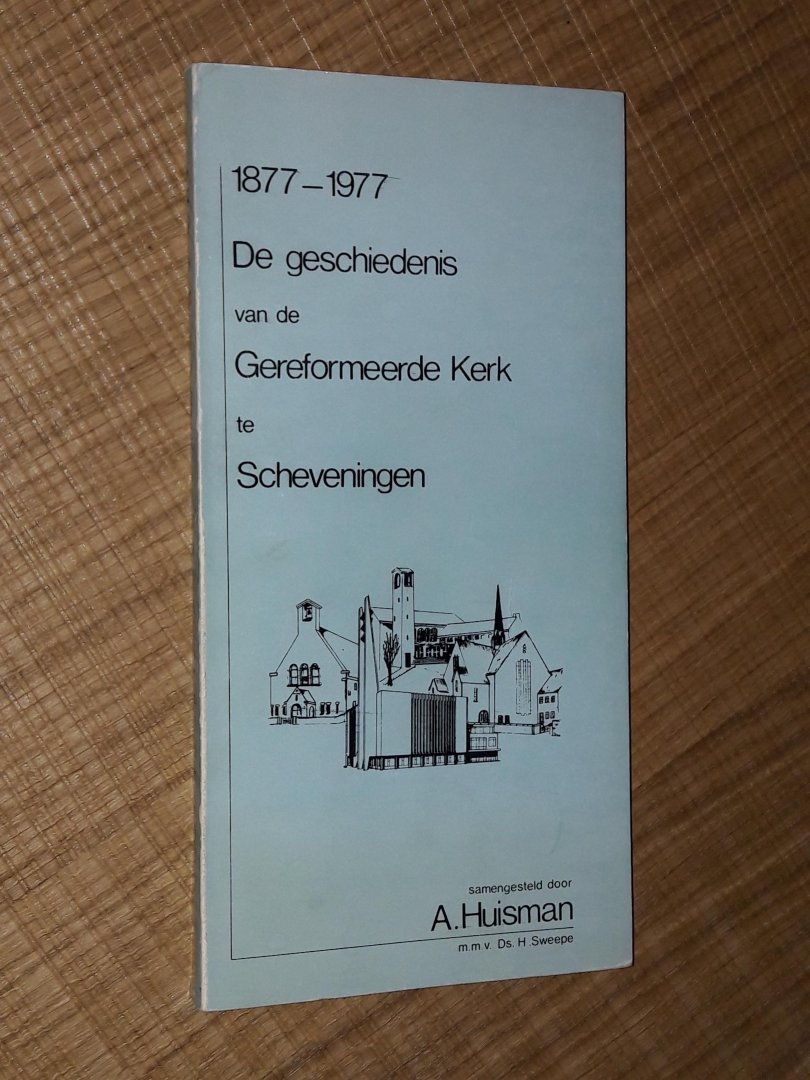 1877–1977
De geschiedenis
van de
Gereformeerde Kerk
te
Scheveningen
samengesteld door
A.Huisman
m.m.v. Ds. H.Sweepe